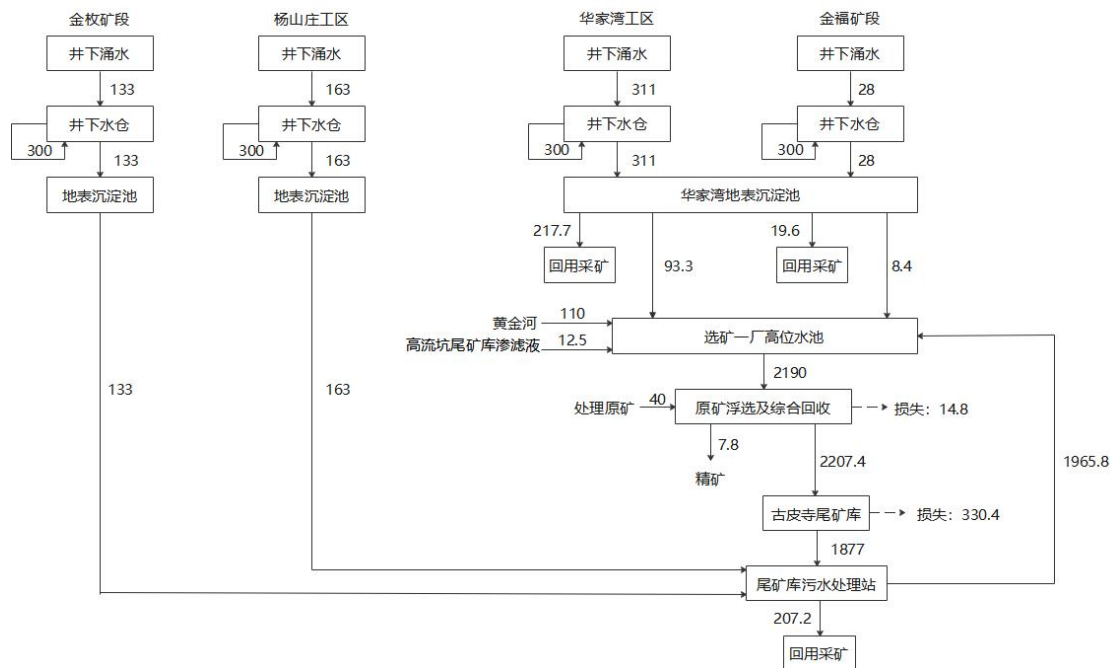 金枚矿段
杨山庄工区
华家湾工区
金福矿段
井下涌水
井下涌水
井下涌水
井下涌水
133
163
311
28
井下水仓
井下水仓
井下水仓
井下水仓
300
133
300
163
300
311
300
28
地表沉淀池
地表沉淀池
华家湾地表沉淀池
217.7
19.6
回用采矿
93.3
回用采矿
8.4
黄金河
110
高流坑尾矿库渗滤液
12.5
选矿一厂高位水池
2190
133
163
处理原矿
40
原矿浮选及综合回收
损失：14.8
7.8
2207.4
1965.8
精矿
古皮寺尾矿库
损失：330.4
1877
尾矿库污水处理站
207.2
回用采矿